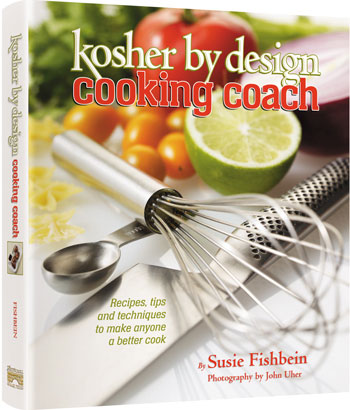 kosher by design
cooking coach
Recipes, tips
and techniques
to make anyone
a better cook
By Susie Fishbein
Photography by John Uher
kosher by design cooking coach
FISHBEIN